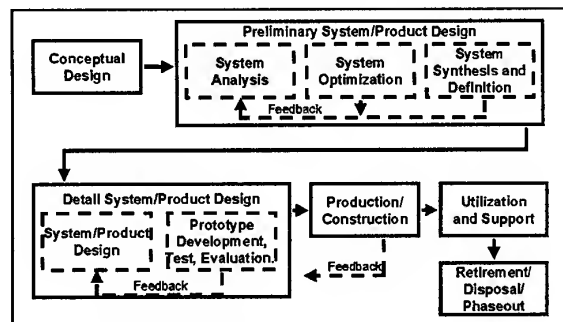 Preliminary System/Product Design
Conceptual
Design
System
Analysis
System
Optimization
System
Synthesis and
Definition
Feedback
Detail System/Product Design
System/Product
Design
Prototype
Development,
Test, Evaluation.
Feedback
Production/
Construction
Feedback
Utilization
and Support
Retirement/
Disposal/
Phaseout